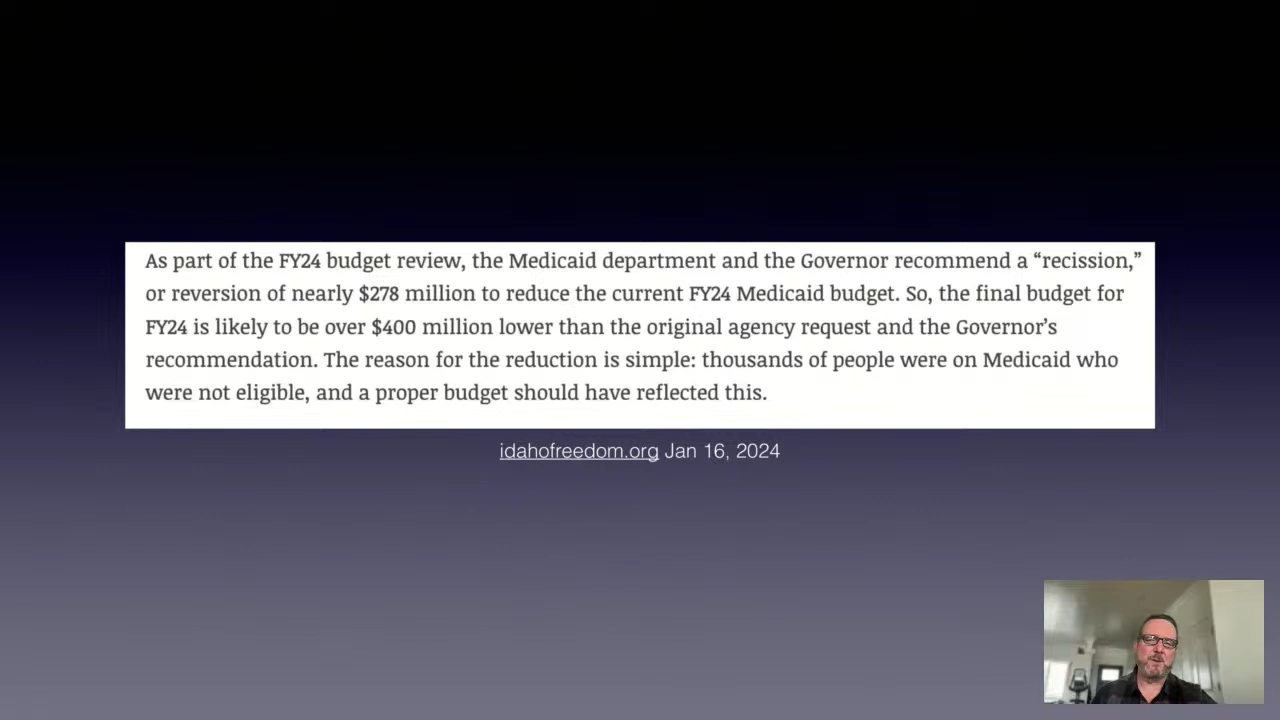 As part of the FY24 budget review, the Medicaid department and the Governor recommend a “recission,”
or reversion of nearly $278 million to reduce the current FY24 Medicaid budget. So, the final budget for
FY24 is likely to be over $400 million lower than the original agency request and the Governor’s
recommendation. The reason for the reduction is simple: thousands of people were on Medicaid who
were not eligible, and a proper budget should have reflected this.
idahofreedom.org Jan 16, 2024